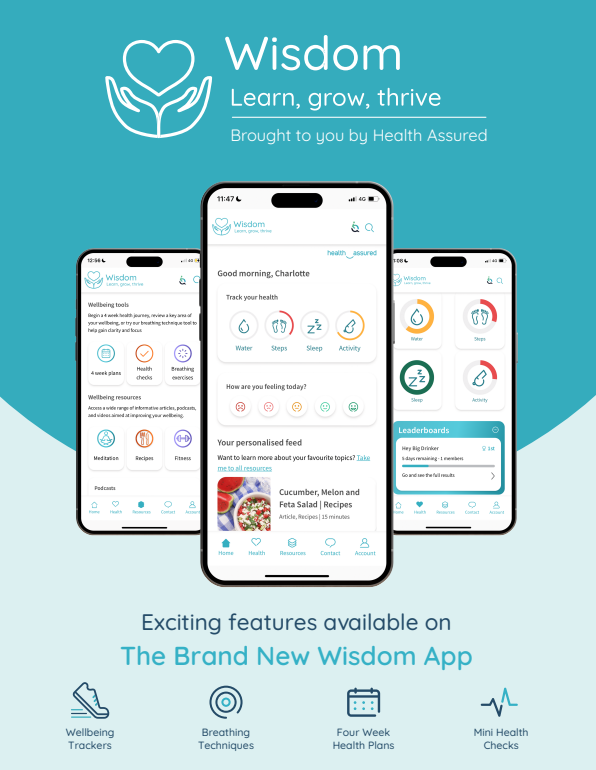 Wisdom
Learn, grow, thrive
Brought to you by Health Assured
12:56
4G
Wisdom
Learn, grow, thrive
Wellbeing tools
Begin a 4 week health journey, review a key area of
your wellbeing, or try our breathing technique tool to
help gain clarity and focus
4 week plans
Health
checks
Breathing
exercises
Wellbeing resources
Access a wide range of informative articles, podcasts,
and videos aimed at improving your wellbeing.
Meditation
Recipes
Fitness
Podcasts
Home
Health
Resources
Contact
Account
11:47
4G
Wisdom
Learn, grow, thrive
health assured
Good morning, Charlotte
Track your health
Water
Steps
Sleep
Activity
How are you feeling today?
Your personalised feed
Want to learn more about your favourite topics? Take
me to all resources
Cucumber, Melon and
Feta Salad | Recipes
Article, Recipes | 15 minutes
Home
Health
Resources
Contact
Account
4G
Wisdom
Learn, grow, thrive
Water
Steps
Sleep
Activity
Leaderboards
Hey Big Drinker
1st
5 days remaining - 1 members
Go and see the full results
Home
Health
Resources
Contact
Account
Exciting features available on
The Brand New Wisdom App
Wellbeing
Trackers
Breathing
Techniques
Four Week
Health Plans
Mini Health
Checks